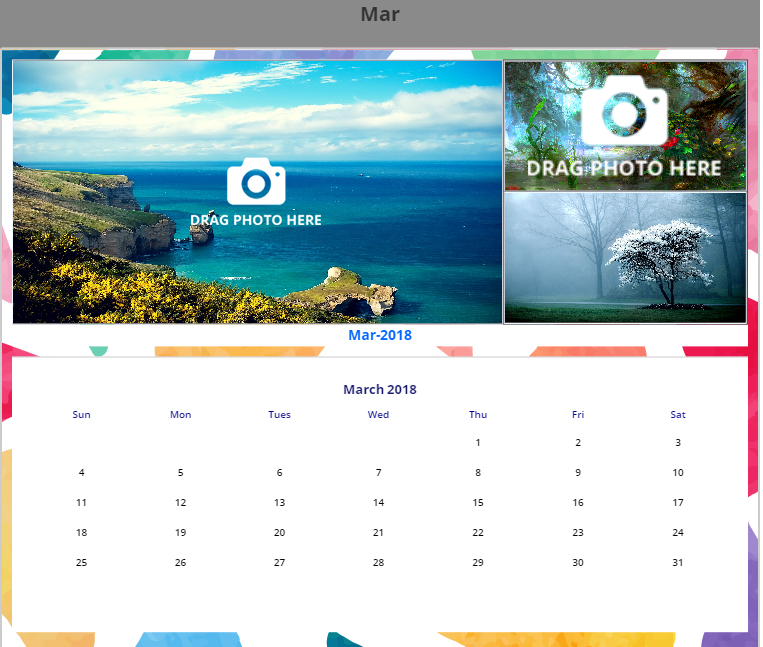 Mar
DRAG PHOTO HERE
DRAG PHOTO HERE
Mar-2018
March 2018
Sun Mon Tues Wed Thu Fri Sat
1 2 3
4 5 6 7 8 9 10
11 12 13 14 15 16 17
18 19 20 21 22 23 24
25 26 27 28 29 30 31